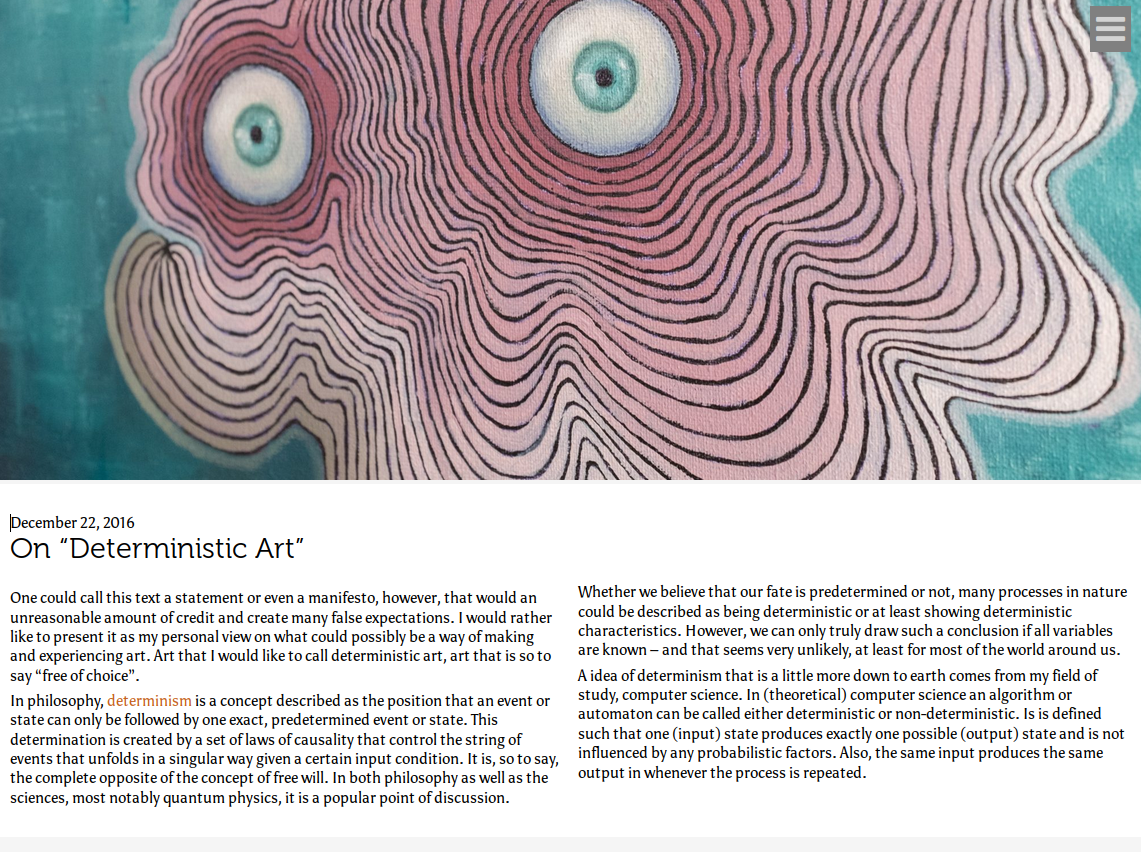 December 22, 2016
On “Deterministic Art”
One could call this text a statement or even a manifesto, however, that would an
unreasonable amount of credit and create many false expectations. I would rather
like to present it as my personal view on what could possibly be a way of making
and experiencing art. Art that I would like to call deterministic art, art that is so to
say “free of choice”.
In philosophy, determinism is a concept described as the position that an event or
state can only be followed by one exact, predetermined event or state. This
determination is created by a set of laws of causality that control the string of
events that unfolds in a singular way given a certain input condition. It is, so to say,
the complete opposite of the concept of free will. In both philosophy as well as the
sciences, most notably quantum physics, it is a popular point of discussion.
Whether we believe that our fate is predetermined or not, many processes in nature
could be described as being deterministic or at least showing deterministic
characteristics. However, we can only truly draw such a conclusion if all variables
are known – and that seems very unlikely, at least for most of the world around us.
A idea of determinism that is a little more down to earth comes from my field of
study, computer science. In (theoretical) computer science an algorithm or
automaton can be called either deterministic or non-deterministic. Is is defined
such that one (input) state produces exactly one possible (output) state and is not
influenced by any probabilistic factors. Also, the same input produces the same
output in whenever the process is repeated.